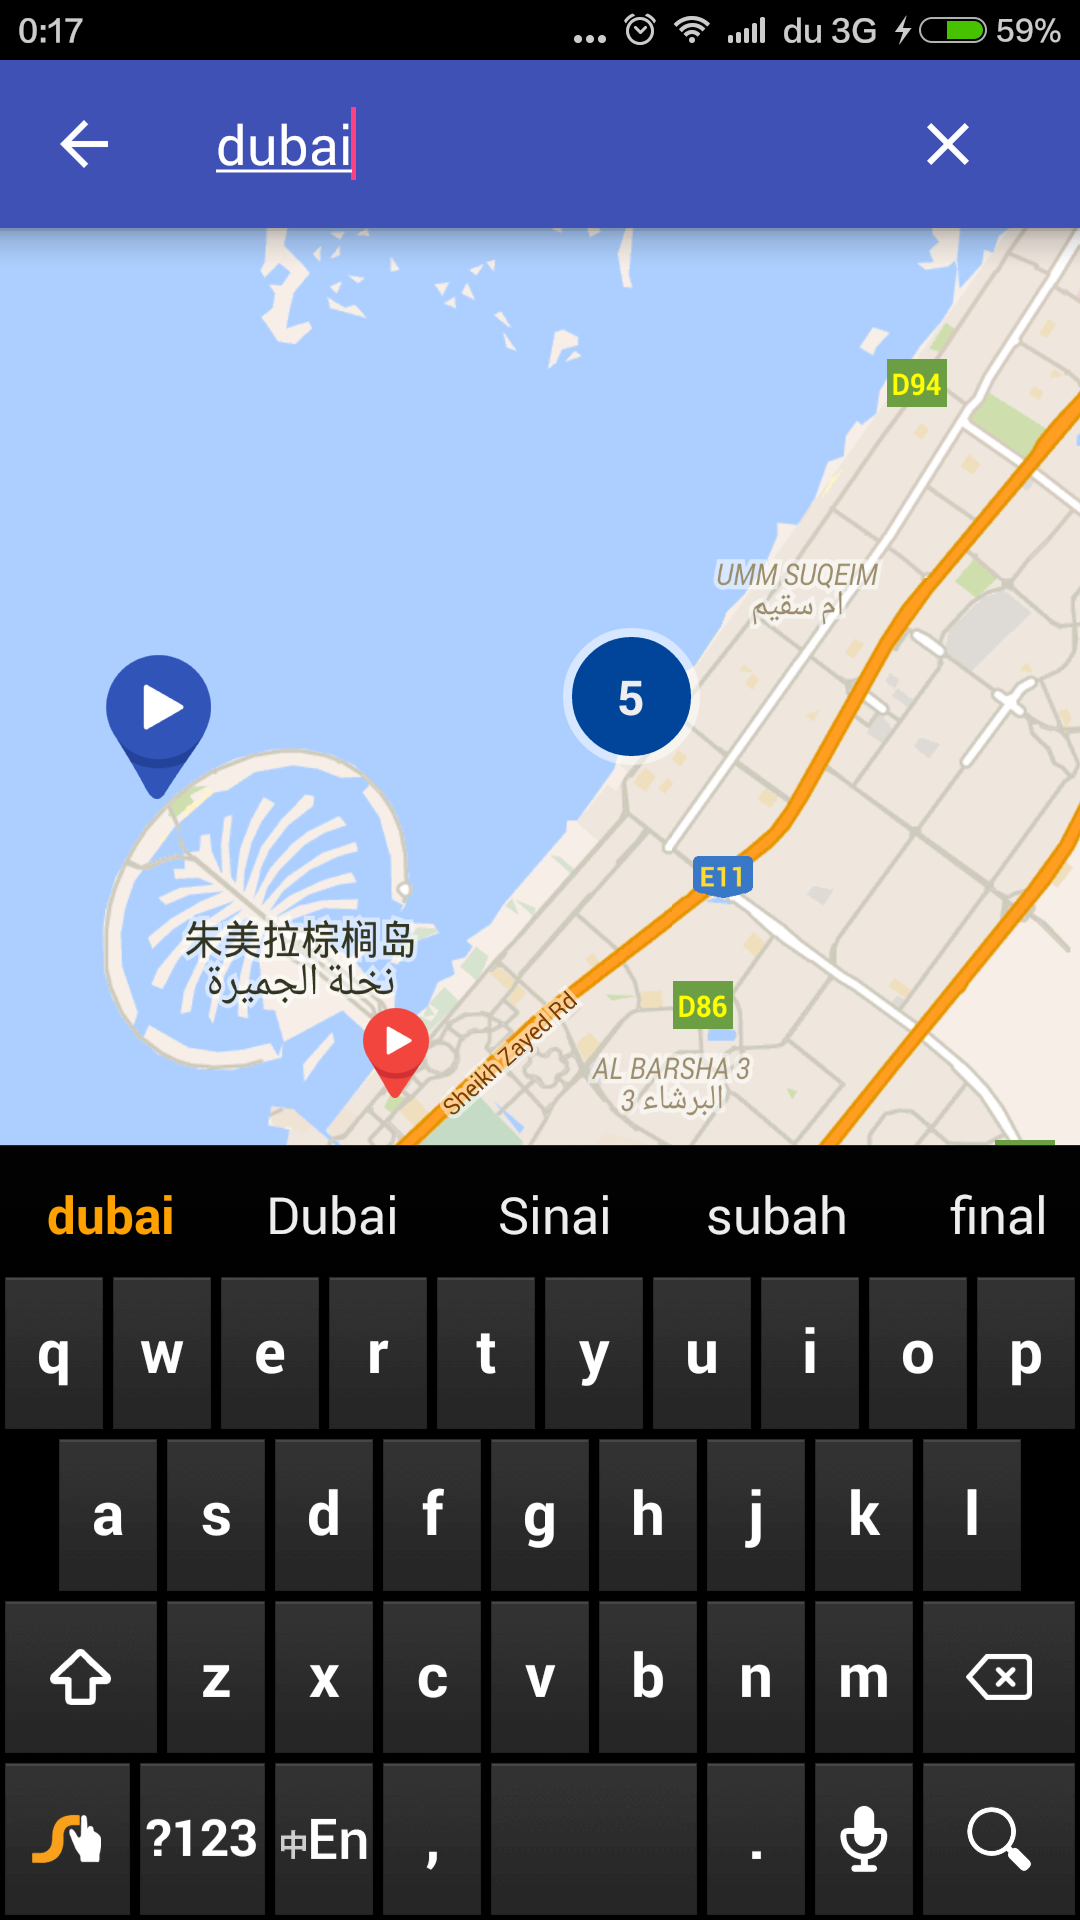 0:17
du 3G
59%
dubai
D94
UMM SUQEIM
ام سقيم
5
E11
朱美拉棕榈岛
نخلة الجميرة
D86
Sheikh Zayed Rd
AL BARSHA 3
البرشاء 3
dubai Dubai Sinai subah final
q w e r t y u i o p
a s d f g h j k l
z x c v b n m
?123 中En , .